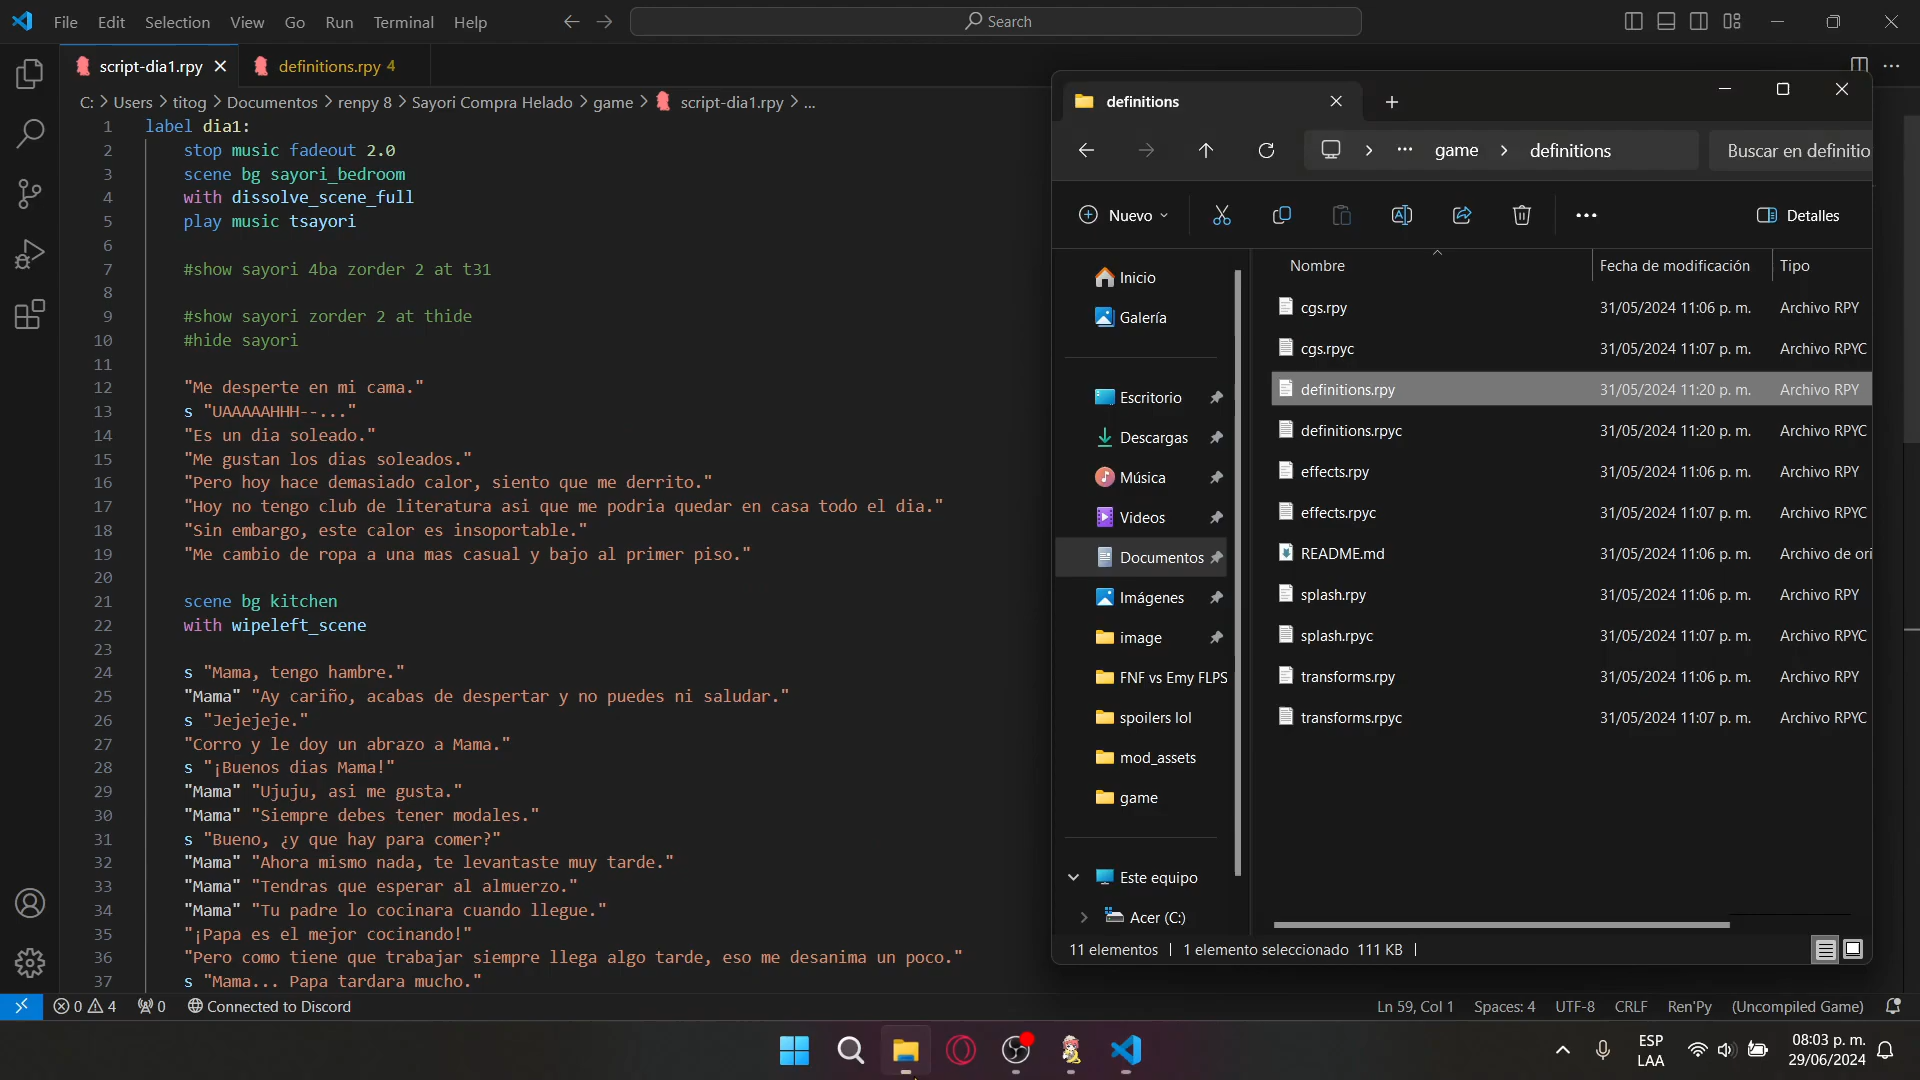 File Edit Selection View Go Run Terminal Help
Search
script-dia1.rpy
definitions.rpy 4
C: > Users > titog > Documentos > renpy 8 > Sayori Compra Helado > game > script-dia1.rpy > ...
1 label dia1:
2 stop music fadeout 2.0
3 scene bg sayori_bedroom
4 with dissolve_scene_full
5 play music tsayori
6
7 #show sayori 4ba zorder 2 at t31
8
9 #show sayori zorder 2 at thide
10 #hide sayori
11
12 "Me desperte en mi cama."
13 s "UAAAAAHHH--..."
14 "Es un dia soleado."
15 "Me gustan los dias soleados."
16 "Pero hoy hace demasiado calor, siento que me derrito."
17 "Hoy no tengo club de literatura asi que me podria quedar en casa todo el dia."
18 "Sin embargo, este calor es insoportable."
19 "Me cambio de ropa a una mas casual y bajo al primer piso."
20
21 scene bg kitchen
22 with wipeleft_scene
23
24 s "Mama, tengo hambre."
25 "Mama" "Ay cariño, acabas de despertar y no puedes ni saludar."
26 s "Jejejeje."
27 "Corro y le doy un abrazo a Mama."
28 s "¡Buenos dias Mama!"
29 "Mama" "Ujuju, asi me gusta."
30 "Mama" "Siempre debes tener modales."
31 s "Bueno, ¿y que hay para comer?"
32 "Mama" "Ahora mismo nada, te levantaste muy tarde."
33 "Mama" "Tendras que esperar al almuerzo."
34 "Mama" "Tu padre lo cocinara cuando llegue."
35 "¡Papa es el mejor cocinando!"
36 "Pero como tiene que trabajar siempre llega algo tarde, eso me desanima un poco."
37 s "Mama... Papa tardara mucho."
definitions
... > game > definitions
Buscar en definitio
Nuevo
Detalles
Inicio
Galería
Escritorio
Descargas
Música
Videos
Documentos
Imágenes
image
FNF vs Emy FLPS
spoilers lol
mod_assets
game
Este equipo
Acer (C:)
Nombre Fecha de modificación Tipo
cgs.rpy 31/05/2024 11:06 p. m. Archivo RPY
cgs.rpyc 31/05/2024 11:07 p. m. Archivo RPYC
definitions.rpy 31/05/2024 11:20 p. m. Archivo RPY
definitions.rpyc 31/05/2024 11:20 p. m. Archivo RPYC
effects.rpy 31/05/2024 11:06 p. m. Archivo RPY
effects.rpyc 31/05/2024 11:07 p. m. Archivo RPYC
README.md 31/05/2024 11:06 p. m. Archivo de ori
splash.rpy 31/05/2024 11:06 p. m. Archivo RPY
splash.rpyc 31/05/2024 11:07 p. m. Archivo RPYC
transforms.rpy 31/05/2024 11:06 p. m. Archivo RPY
transforms.rpyc 31/05/2024 11:07 p. m. Archivo RPYC
11 elementos | 1 elemento seleccionado 111 KB |
0 4 0 Connected to Discord
Ln 59, Col 1 Spaces: 4 UTF-8 CRLF Ren'Py (Uncompiled Game)
ESP
LAA
08:03 p. m.
29/06/2024